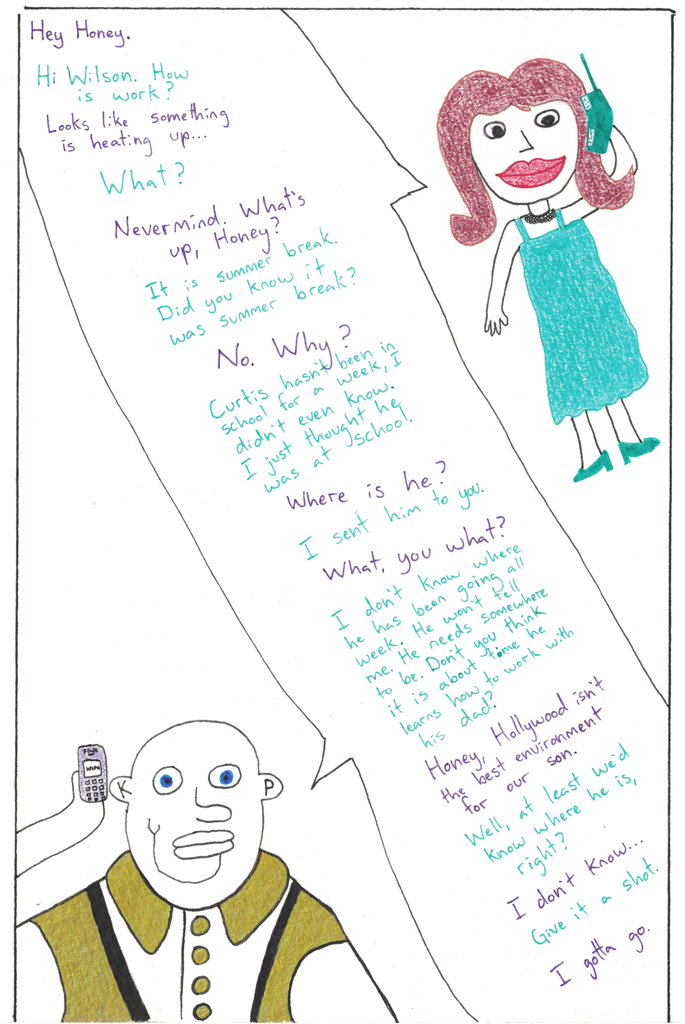 Hey Honey.
Hi Wilson. How
is work?
Looks like something
is heating up...
What?
Nevermind. What's
up, Honey?
It is summer break.
Did you know it
was summer break?
No. Why?
Curtis hasn't been in
school for a week, I
didn't even know.
I just thought he
was at school.
Where is he?
I sent him to you.
What, you what?
I don't know where
he has been going all
week. He won't tell
me. He needs somewhere
to be. Don't you think
it is about time he
learns how to work with
his dad?
Honey, Hollywood isn't
the best environment
for our son.
Well, at least we'd
know where he is,
right?
I don't know...
Give it a shot.
I gotta go.
K
P